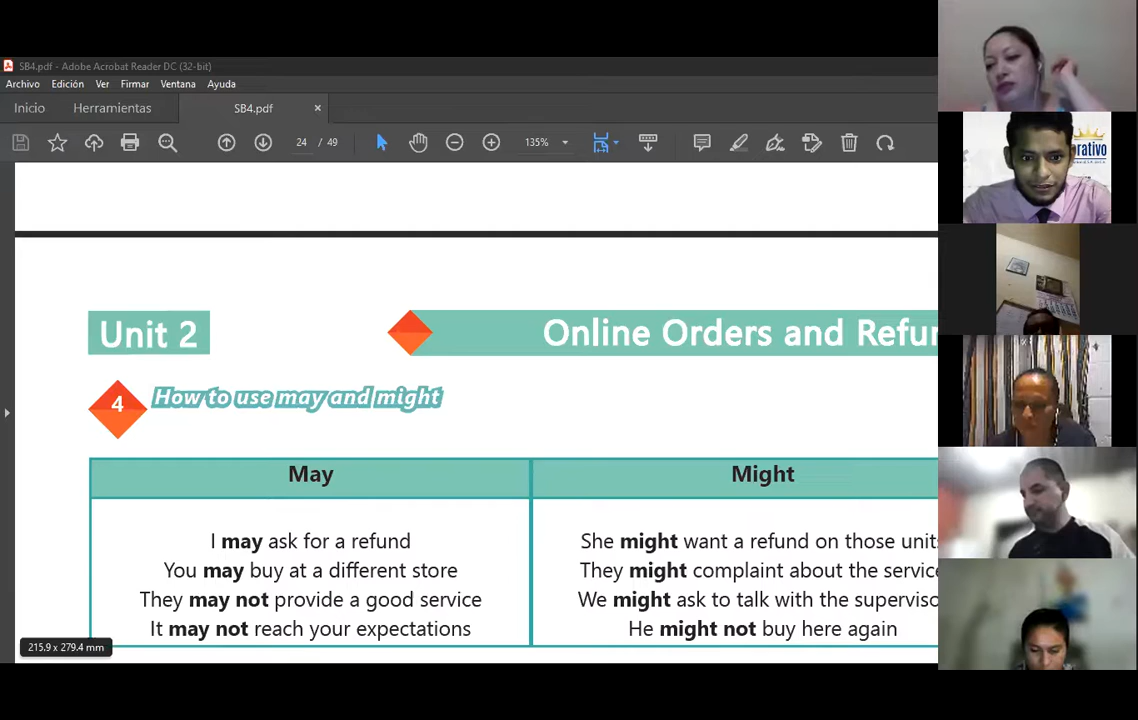 SB4.pdf - Adobe Acrobat Reader DC (32-bit)
Archivo Edición Ver Firmar Ventana Ayuda
Inicio Herramientas SB4.pdf ×
24 / 49 135%
Unit 2 Online Orders and Refun
4 How to use may and might
May Might
I may ask for a refund She might want a refund on those unit
You may buy at a different store They might complaint about the service
They may not provide a good service We might ask to talk with the superviso
It may not reach your expectations He might not buy here again
215.9 x 279.4 mm
rativo